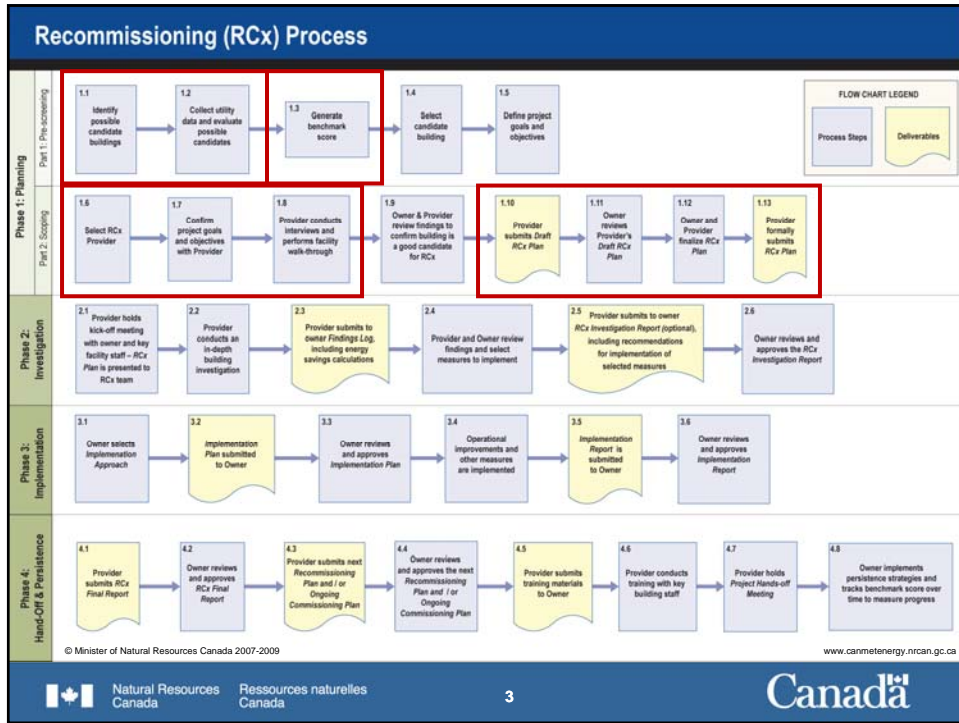 Recommissioning (RCx) Process
Phase 1: Planning
Part 1: Pre-screening
1.1
Identify
possible
candidate
buildings
1.2
Collect utility
data and evaluate
possible
candidates
1.3
Generate
benchmark
score
1.4
Select
candidate
building
1.5
Define project
goals and
objectives
FLOW CHART LEGEND
Process Steps
Deliverables
Part 2: Scoping
1.6
Select RCx
Provider
1.7
Confirm
project goals
and objectives
with Provider
1.8
Provider conducts
interviews and
performs facility
walk-through
1.9
Owner & Provider
review findings to
confirm building is
a good candidate
for RCx
1.10
Provider
submits Draft
RCx Plan
1.11
Owner
reviews
Provider's
Draft RCx
Plan
1.12
Owner and
Provider
finalize RCx
Plan
1.13
Provider
formally
submits
RCx Plan
Phase 2:
Investigation
2.1
Provider holds
kick-off meeting
with owner and key
facility staff – RCx
Plan is presented to
RCx team
2.2
Provider
conducts an
in-depth
building
investigation
2.3
Provider submits to
owner Findings Log,
including energy
savings calculations
2.4
Provider and Owner review
findings and select
measures to implement
2.5
Provider submits to owner
RCx Investigation Report (optional),
including recommendations
for implementation of
selected measures
2.6
Owner reviews and
approves the RCx
Investigation Report
Phase 3:
Implementation
3.1
Owner selects
Implemenation
Approach
3.2
Implementation
Plan submitted
to Owner
3.3
Owner reviews
and approves
Implementation Plan
3.4
Operational
improvements and
other measures
are implemented
3.5
Implementation
Report is
submitted
to Owner
3.6
Owner reviews
and approves
Implementation
Report
Phase 4:
Hand-Off & Persistence
4.1
Provider
submits RCx
Final Report
4.2
Owner reviews
and approves
RCx Final
Report
4.3
Provider submits next
Recommissioning
Plan and / or
Ongoing
Commissioning Plan
4.4
Owner reviews
and approves the next
Recommissioning
Plan and / or
Ongoing
Commissioning Plan
4.5
Provider submits
training materials
to Owner
4.6
Provider conducts
training with key
building staff
4.7
Provider holds
Project Hands-off
Meeting
4.8
Owner implements
persistence strategies and
tracks benchmark score over
time to measure progress
© Minister of Natural Resources Canada 2007-2009
www.canmetenergy.nrcan.gc.ca
Natural Resources
Canada
Ressources naturelles
Canada
3
Canada